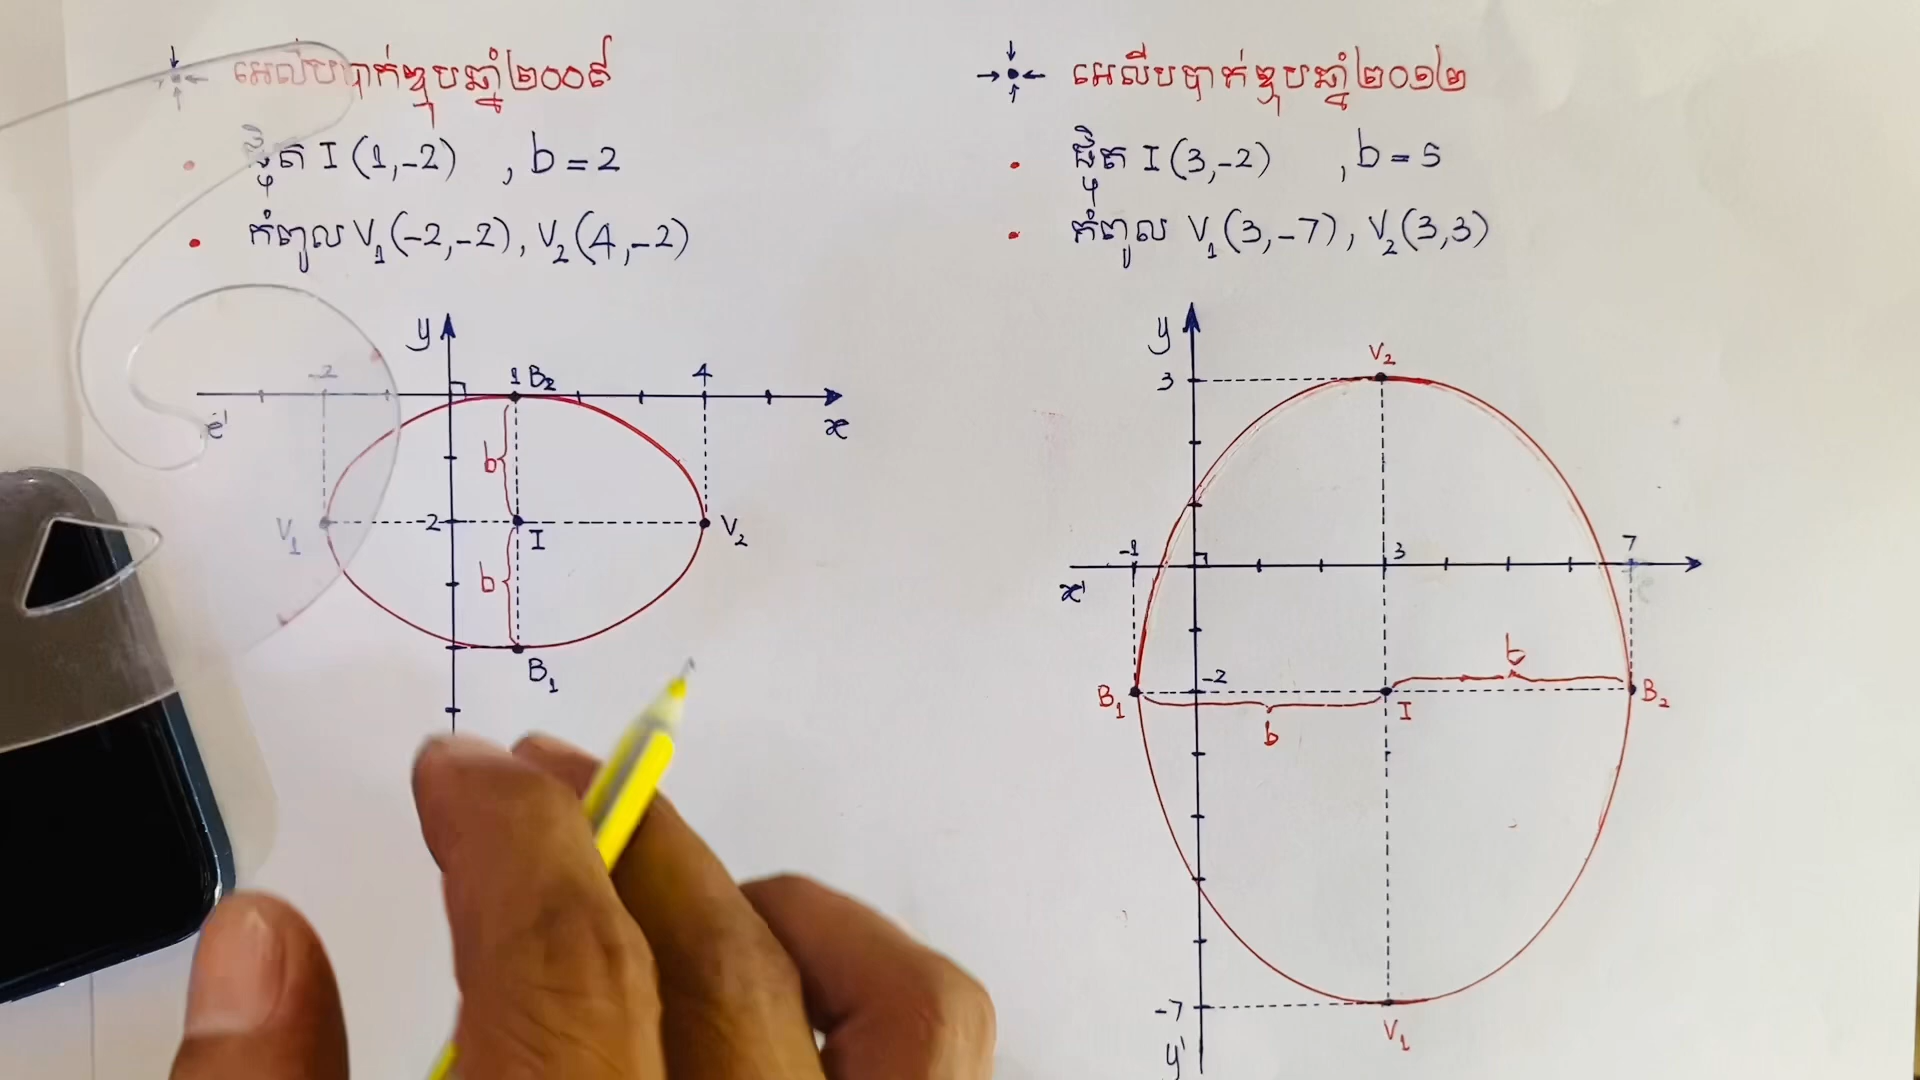 អេលីបបាក់ឌុបឆ្នាំ២០០៩
ផ្ចិត I (1,-2) , b = 2
កំពូល V₁(-2,-2), V₂(4,-2)
y
-2
1
B₂
4
x'
x
b
V₁
-2
I
V₂
b
B₁
អេលីបបាក់ឌុបឆ្នាំ២០១២
ផ្ចិត I (3,-2) , b = 5
កំពូល V₁(3,-7), V₂(3,3)
y
V₂
3
-1
3
7
x'
x
b
B₁
-2
I
B₂
b
-7
V₁
y'